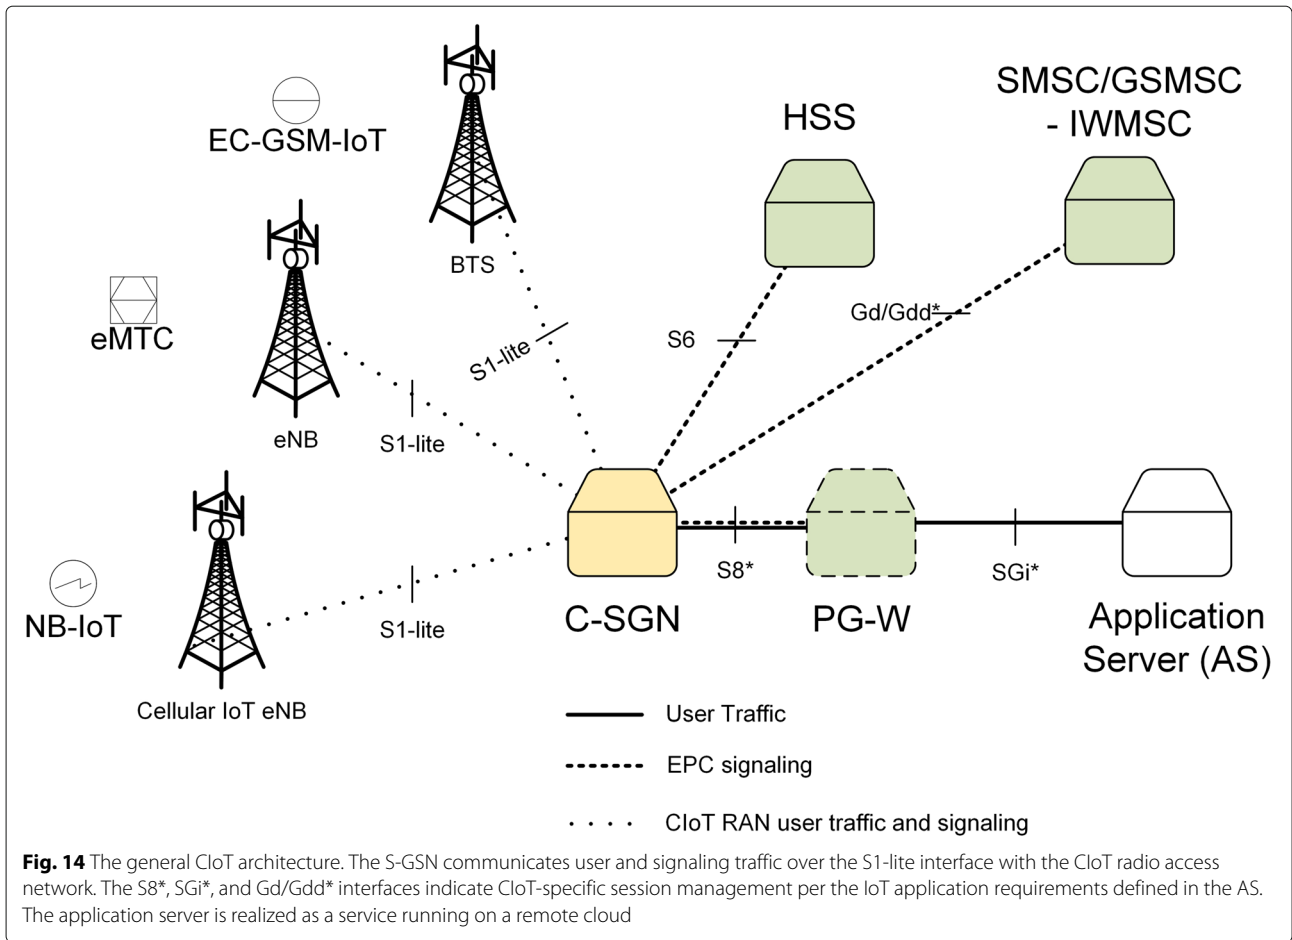 EC-GSM-IoT
BTS
eMTC
eNB
NB-IoT
Cellular IoT eNB
S1-lite
S1-lite
S1-lite
HSS
SMSC/GSMSC
- IWMSC
S6
Gd/Gdd*
C-SGN
S8*
PG-W
SGi*
Application
Server (AS)
User Traffic
EPC signaling
CIoT RAN user traffic and signaling
Fig. 14 The general CIoT architecture. The S-GSN communicates user and signaling traffic over the S1-lite interface with the CIoT radio access
network. The S8*, SGi*, and Gd/Gdd* interfaces indicate CIoT-specific session management per the IoT application requirements defined in the AS.
The application server is realized as a service running on a remote cloud